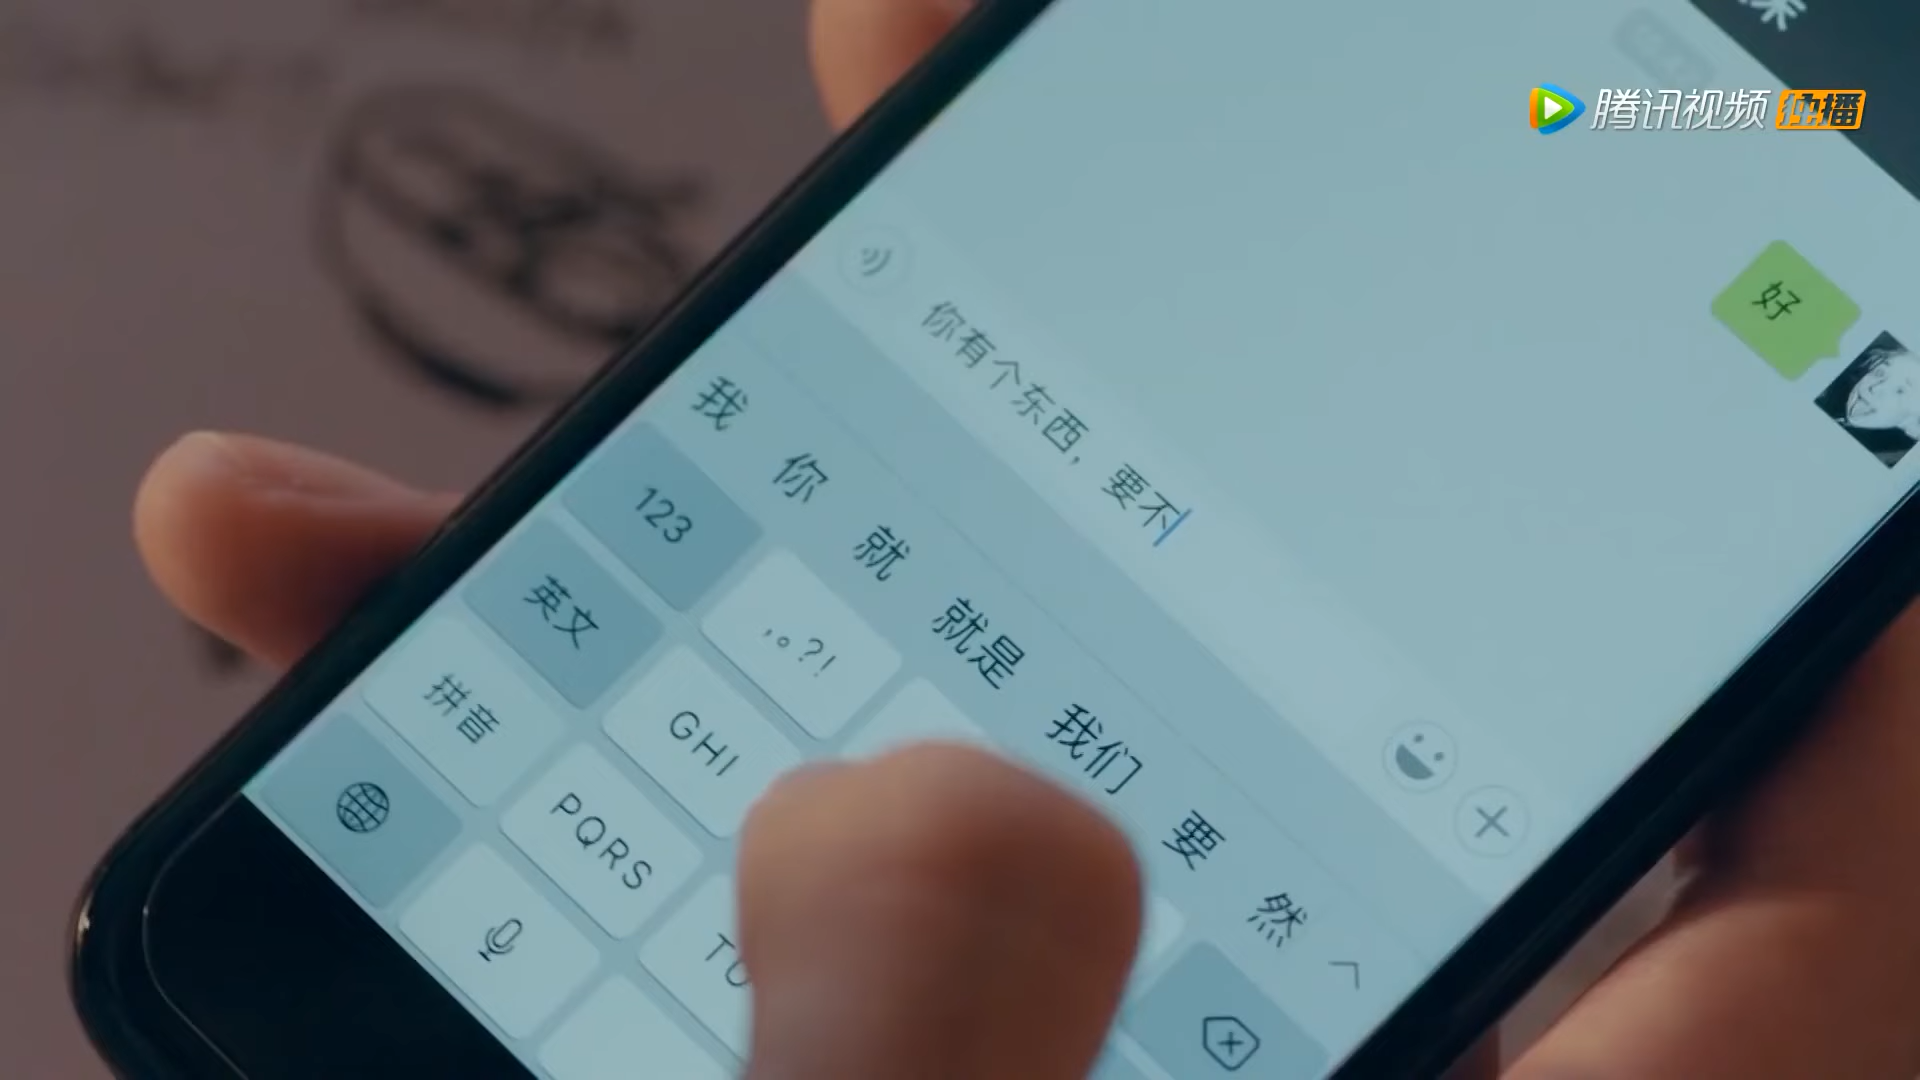 腾讯视频 独播
好
你有个东西，要不
我 你 就 就是 我们 要 然
123
,。?!
英文
GHI
拼音
PQRS